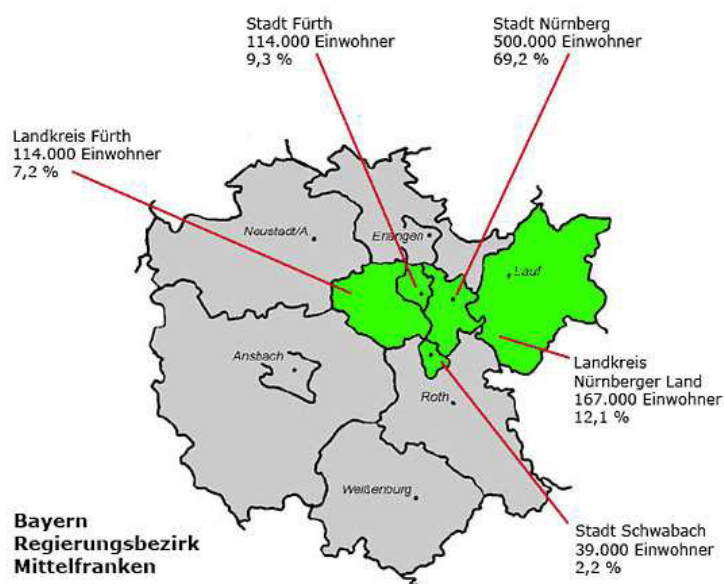 Stadt Fürth
114.000 Einwohner
9,3 %
Stadt Nürnberg
500.000 Einwohner
69,2 %
Landkreis Fürth
114.000 Einwohner
7,2 %
Neustadt/A.
Erlangen
Lauf
Ansbach
Roth
Weißenburg
Landkreis
Nürnberger Land
167.000 Einwohner
12,1 %
Stadt Schwabach
39.000 Einwohner
2,2 %
Bayern
Regierungsbezirk
Mittelfranken